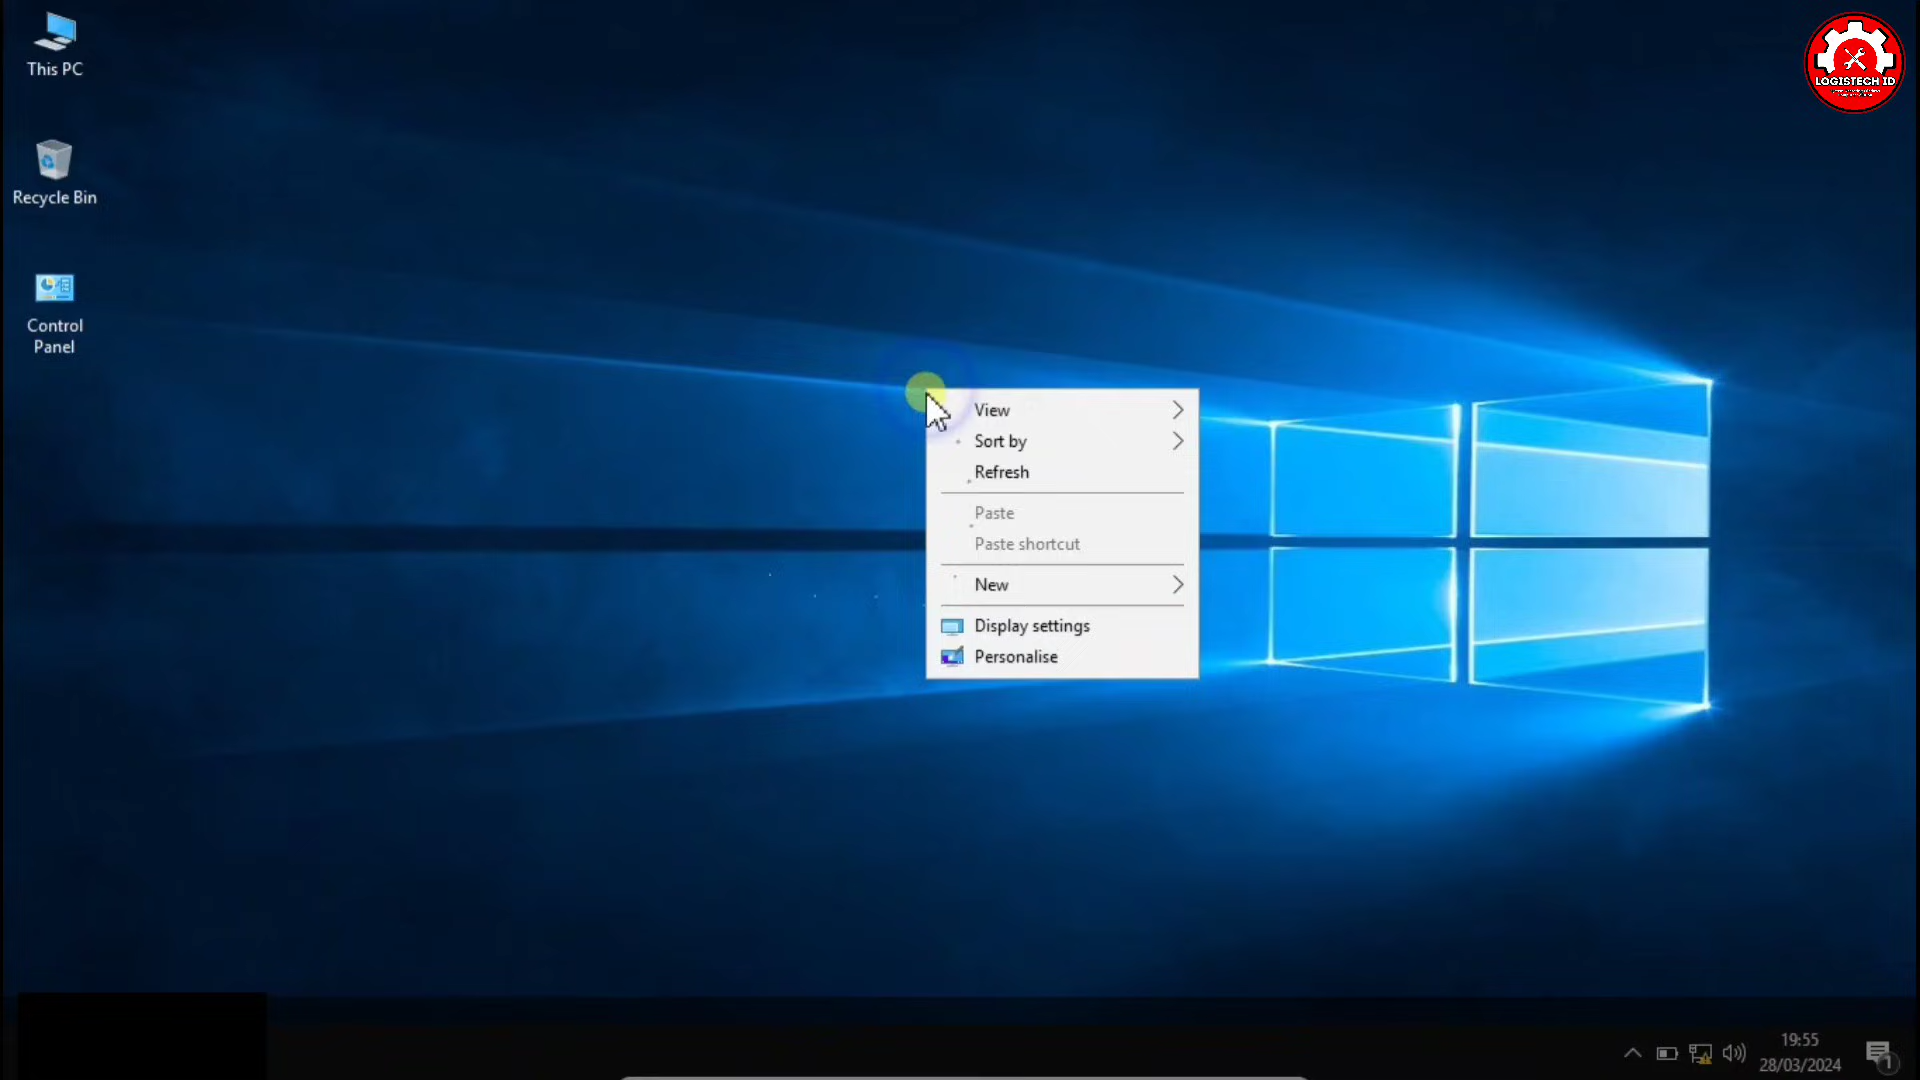 This PC
LOGISTECH ID
Recycle Bin
Control
Panel
View
Sort by
Refresh
Paste
Paste shortcut
New
Display settings
Personalise
19:55
28/03/2024
1